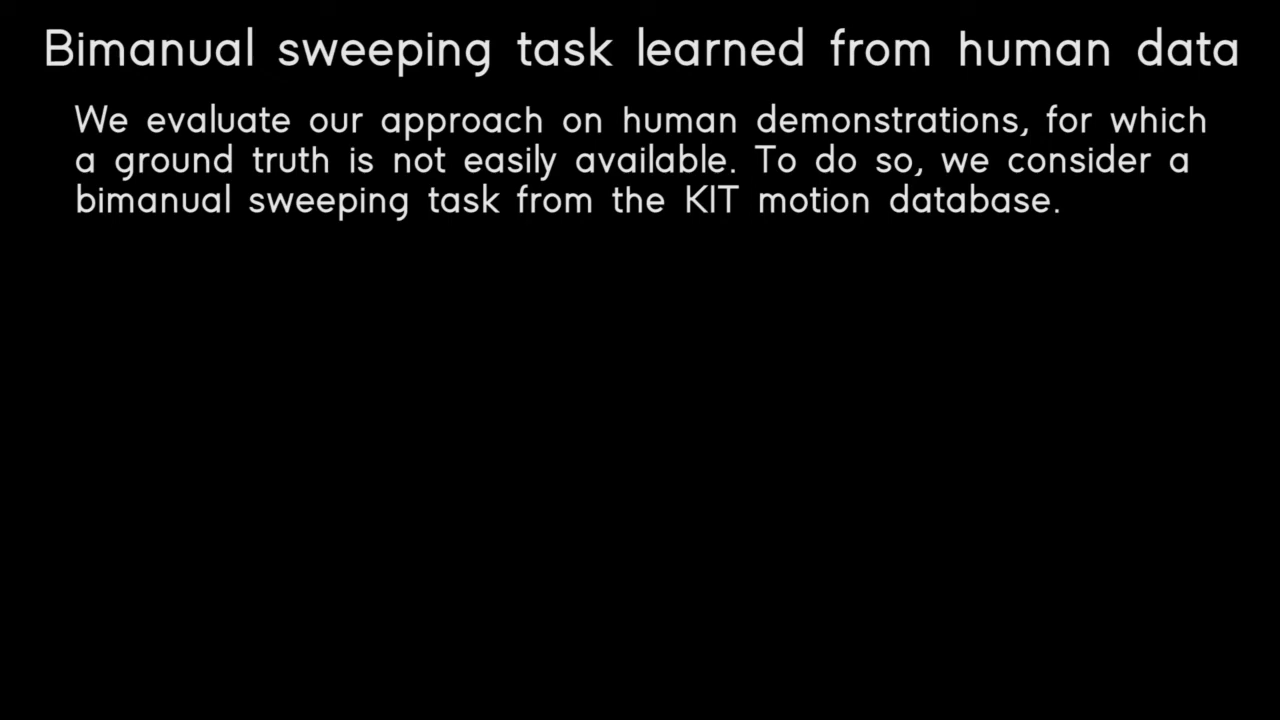 Bimanual sweeping task learned from human data
We evaluate our approach on human demonstrations, for which
a ground truth is not easily available. To do so, we consider a
bimanual sweeping task from the KIT motion database.